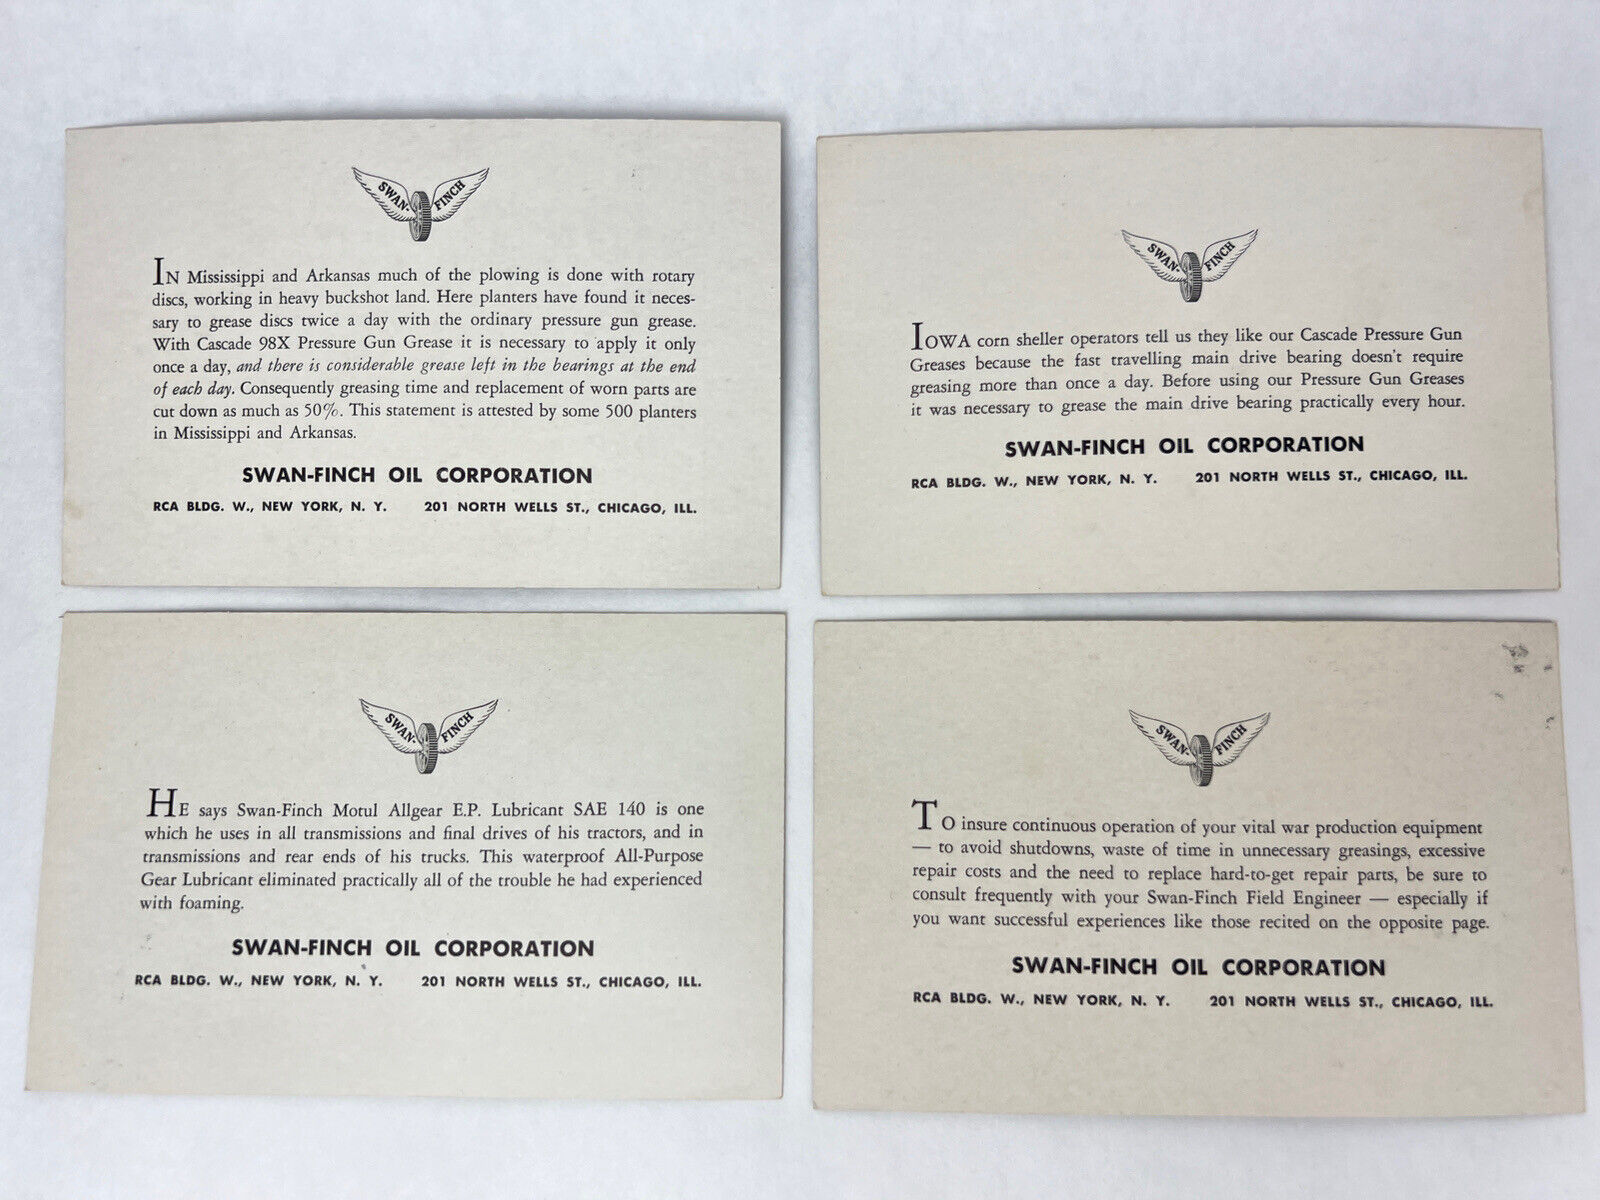 SWAN-FINCH
IN Mississippi and Arkansas much of the plowing is done with rotary
discs, working in heavy buckshot land. Here planters have found it neces-
sary to grease discs twice a day with the ordinary pressure gun grease.
With Cascade 98X Pressure Gun Grease it is necessary to apply it only
once a day, and there is considerable grease left in the bearings at the end
of each day. Consequently greasing time and replacement of worn parts are
cut down as much as 50%. This statement is attested by some 500 planters
in Mississippi and Arkansas.
SWAN-FINCH OIL CORPORATION
RCA BLDG. W., NEW YORK, N. Y. 201 NORTH WELLS ST., CHICAGO, ILL.
SWAN-FINCH
IOWA corn sheller operators tell us they like our Cascade Pressure Gun
Greases because the fast travelling main drive bearing doesn't require
greasing more than once a day. Before using our Pressure Gun Greases
it was necessary to grease the main drive bearing practically every hour.
SWAN-FINCH OIL CORPORATION
RCA BLDG. W., NEW YORK, N. Y. 201 NORTH WELLS ST., CHICAGO, ILL.
SWAN-FINCH
HE says Swan-Finch Motul Allgear E.P. Lubricant SAE 140 is one
which he uses in all transmissions and final drives of his tractors, and in
transmissions and rear ends of his trucks. This waterproof All-Purpose
Gear Lubricant eliminated practically all of the trouble he had experienced
with foaming.
SWAN-FINCH OIL CORPORATION
RCA BLDG. W., NEW YORK, N. Y. 201 NORTH WELLS ST., CHICAGO, ILL.
SWAN-FINCH
TO insure continuous operation of your vital war production equipment
— to avoid shutdowns, waste of time in unnecessary greasings, excessive
repair costs and the need to replace hard-to-get repair parts, be sure to
consult frequently with your Swan-Finch Field Engineer — especially if
you want successful experiences like those recited on the opposite page.
SWAN-FINCH OIL CORPORATION
RCA BLDG. W., NEW YORK, N. Y. 201 NORTH WELLS ST., CHICAGO, ILL.